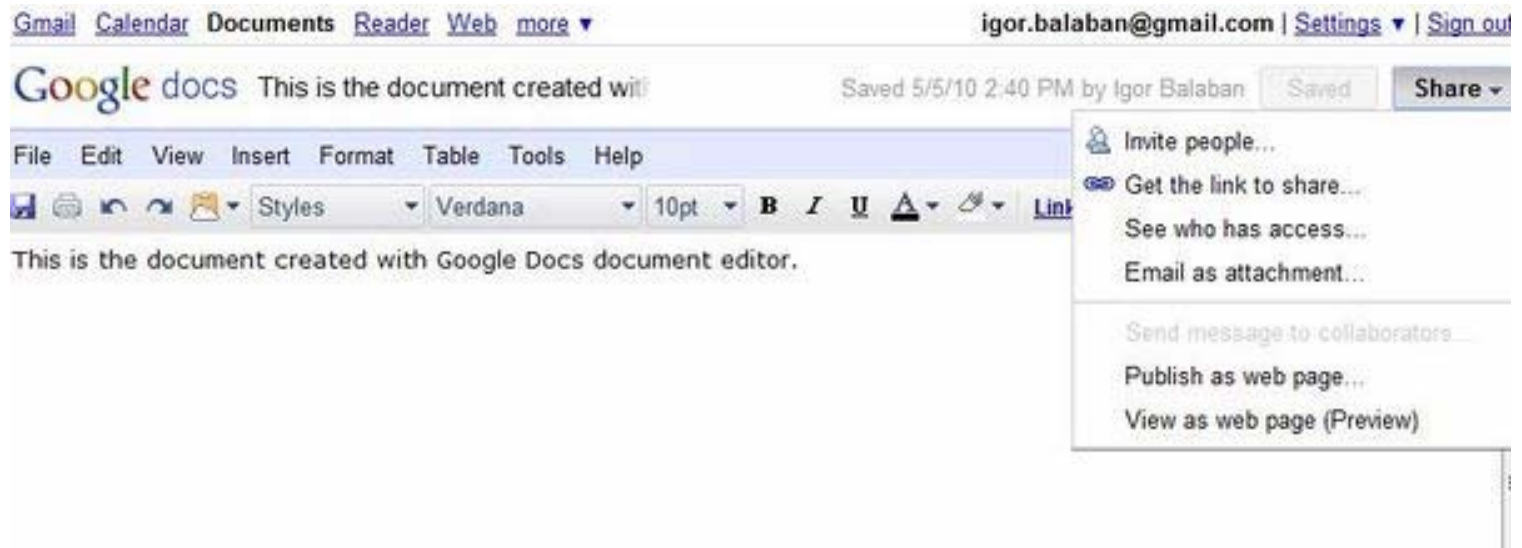 Gmail Calendar Documents Reader Web more ▼ igor.balaban@gmail.com | Settings ▼ | Sign out
Google docs This is the document created with Saved 5/5/10 2:40 PM by Igor Balaban Saved Share
File Edit View Insert Format Table Tools Help
Styles Verdana 10pt B I U A Link
This is the document created with Google Docs document editor.
Invite people...
Get the link to share...
See who has access...
Email as attachment...
Send message to collaborators...
Publish as web page...
View as web page (Preview)